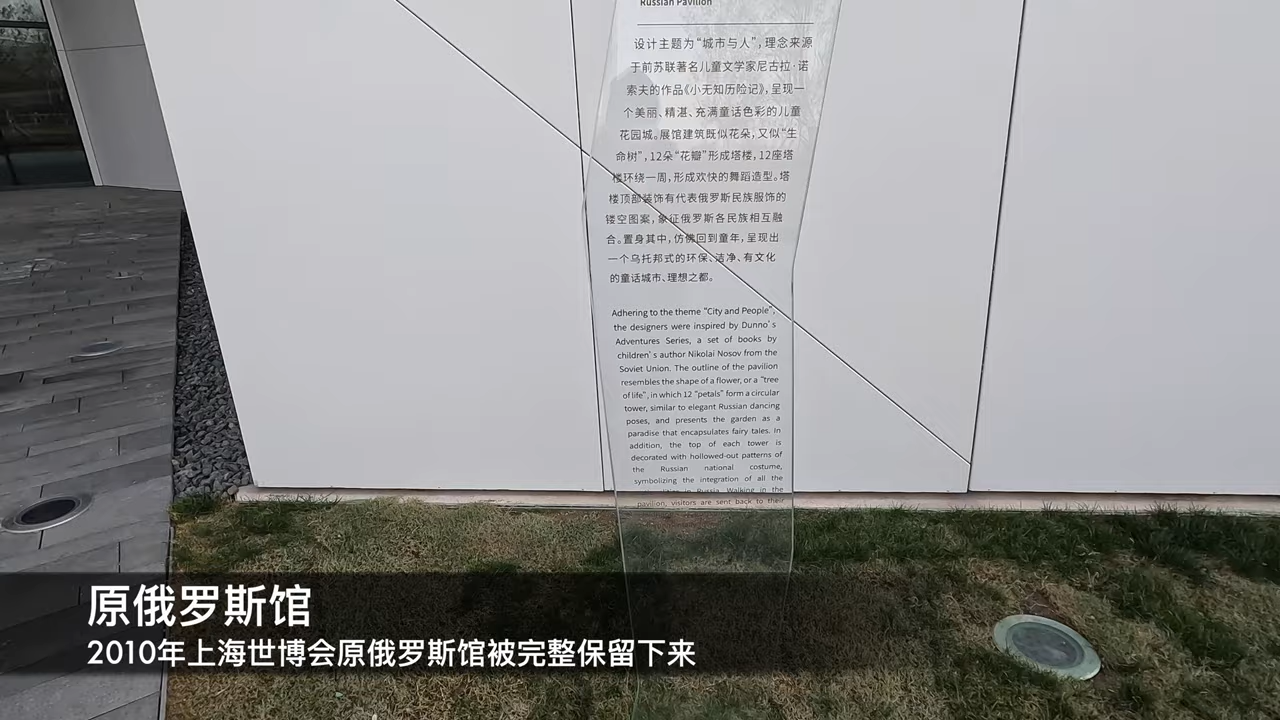 Russian Pavilion
设计主题为“城市与人”，理念来源
于前苏联著名儿童文学家尼古拉·诺
索夫的作品《小无知历险记》，呈现一
个美丽、精湛、充满童话色彩的儿童
花园城。展馆建筑既似花朵，又似“生
命树”，12朵“花瓣”形成塔楼，12座塔
楼环绕一周，形成欢快的舞蹈造型。塔
楼顶部装饰有代表俄罗斯民族服饰的
镂空图案，象征俄罗斯各民族相互融
合。置身其中，仿佛回到童年，呈现出
一个乌托邦式的环保、洁净、有文化
的童话城市、理想之都。
Adhering to the theme “City and People”,
the designers were inspired by Dunno’s
Adventures Series, a set of books by
children’s author Nikolai Nosov from the
Soviet Union. The outline of the pavilion
resembles the shape of a flower, or a “tree
of life”, in which 12 “petals” form a circular
tower, similar to elegant Russian dancing
poses, and presents the garden as a
paradise that encapsulates fairy tales. In
addition, the top of each tower is
decorated with hollowed-out patterns of
the Russian national costume,
symbolizing the integration of all the
in Russia. Walking in the
pavilion, visitors are sent back to their
原俄罗斯馆
2010年上海世博会原俄罗斯馆被完整保留下来